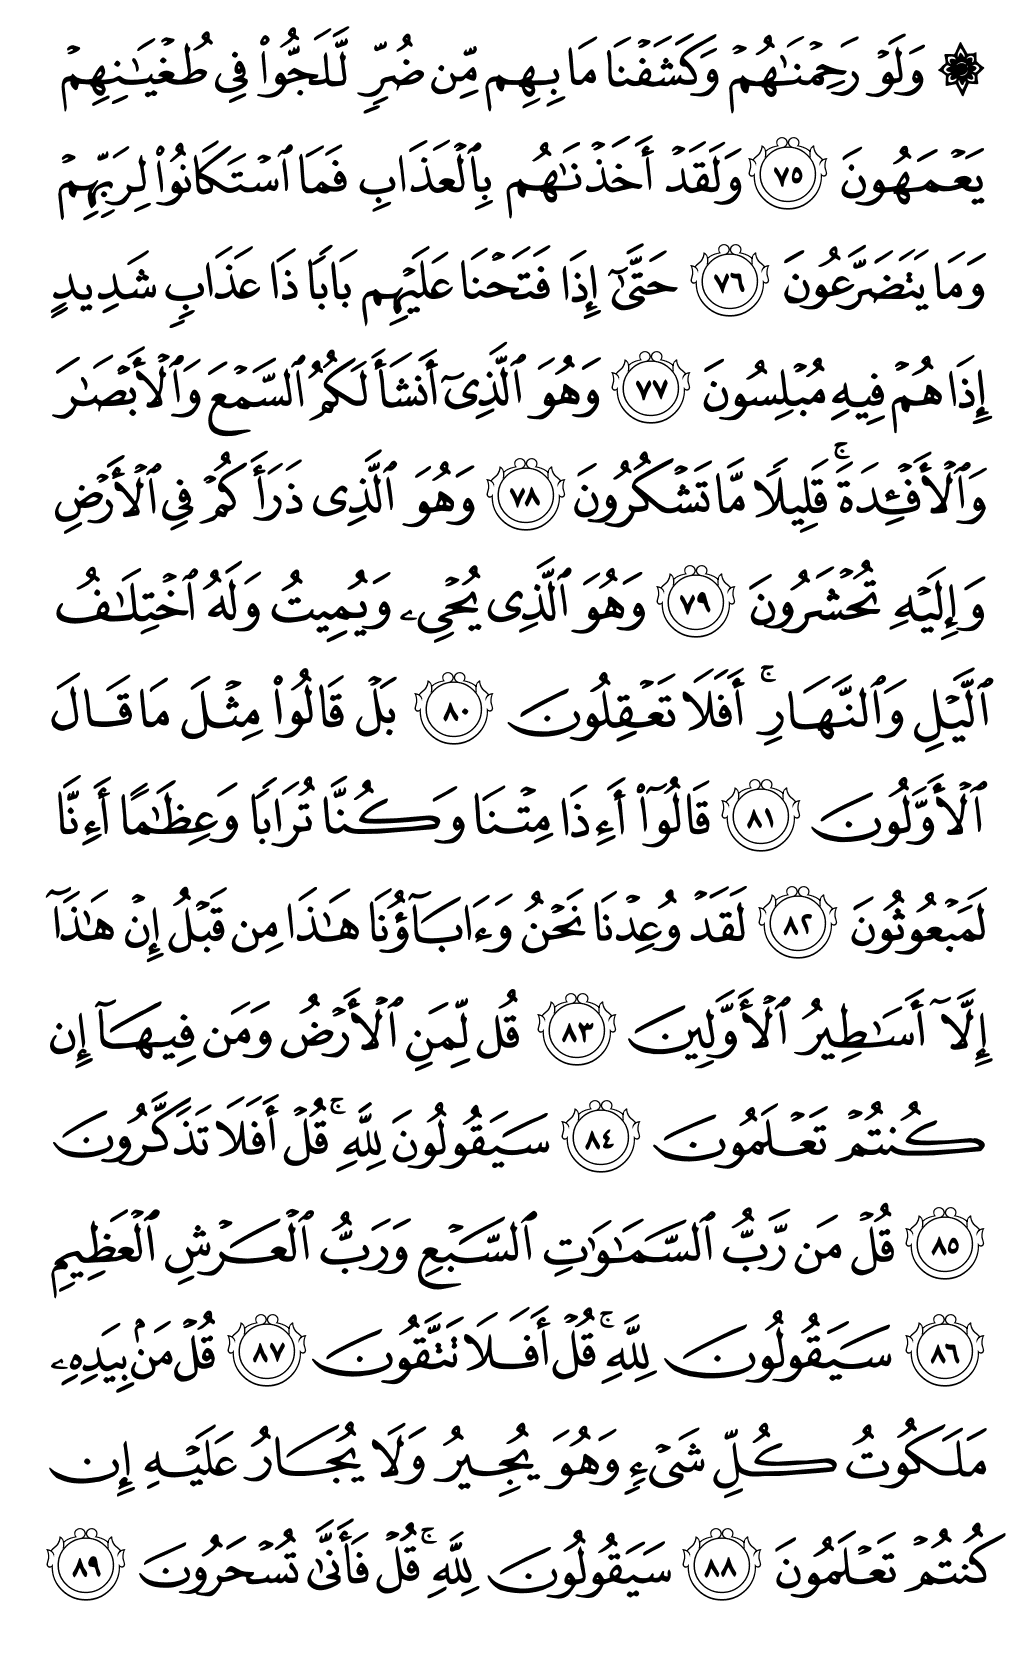 ۞ وَلَوْ رَحِمْنَٰهُمْ وَكَشَفْنَا مَا بِهِم مِّن ضُرٍّ لَّلَجُّوا۟ فِى طُغْيَٰنِهِمْ
يَعْمَهُونَ ٧٥ وَلَقَدْ أَخَذْنَٰهُم بِٱلْعَذَابِ فَمَا ٱسْتَكَانُوا۟ لِرَبِّهِمْ
وَمَا يَتَضَرَّعُونَ ٧٦ حَتَّىٰٓ إِذَا فَتَحْنَا عَلَيْهِم بَابًا ذَا عَذَابٍ شَدِيدٍ
إِذَا هُمْ فِيهِ مُبْلِسُونَ ٧٧ وَهُوَ ٱلَّذِىٓ أَنشَأَ لَكُمُ ٱلسَّمْعَ وَٱلْأَبْصَٰرَ
وَٱلْأَفْـِٔدَةَ ۚ قَلِيلًا مَّا تَشْكُرُونَ ٧٨ وَهُوَ ٱلَّذِى ذَرَأَكُمْ فِى ٱلْأَرْضِ
وَإِلَيْهِ تُحْشَرُونَ ٧٩ وَهُوَ ٱلَّذِى يُحْىِۦ وَيُمِيتُ وَلَهُ ٱخْتِلَٰفُ
ٱلَّيْلِ وَٱلنَّهَارِ ۚ أَفَلَا تَعْقِلُونَ ٨٠ بَلْ قَالُوا۟ مِثْلَ مَا قَالَ
ٱلْأَوَّلُونَ ٨١ قَالُوٓا۟ أَءِذَا مِتْنَا وَكُنَّا تُرَابًا وَعِظَٰمًا أَءِنَّا
لَمَبْعُوثُونَ ٨٢ لَقَدْ وُعِدْنَا نَحْنُ وَءَابَآؤُنَا هَٰذَا مِن قَبْلُ إِنْ هَٰذَآ
إِلَّآ أَسَٰطِيرُ ٱلْأَوَّلِينَ ٨٣ قُل لِّمَنِ ٱلْأَرْضُ وَمَن فِيهَآ إِن
كُنتُمْ تَعْلَمُونَ ٨٤ سَيَقُولُونَ لِلَّهِ ۚ قُلْ أَفَلَا تَذَكَّرُونَ
٨٥ قُلْ مَن رَّبُّ ٱلسَّمَٰوَٰتِ ٱلسَّبْعِ وَرَبُّ ٱلْعَرْشِ ٱلْعَظِيمِ
٨٦ سَيَقُولُونَ لِلَّهِ ۚ قُلْ أَفَلَا تَتَّقُونَ ٨٧ قُلْ مَنۢ بِيَدِهِۦ
مَلَكُوتُ كُلِّ شَىْءٍ وَهُوَ يُجِيرُ وَلَا يُجَارُ عَلَيْهِ إِن
كُنتُمْ تَعْلَمُونَ ٨٨ سَيَقُولُونَ لِلَّهِ ۚ قُلْ فَأَنَّىٰ تُسْحَرُونَ ٨٩